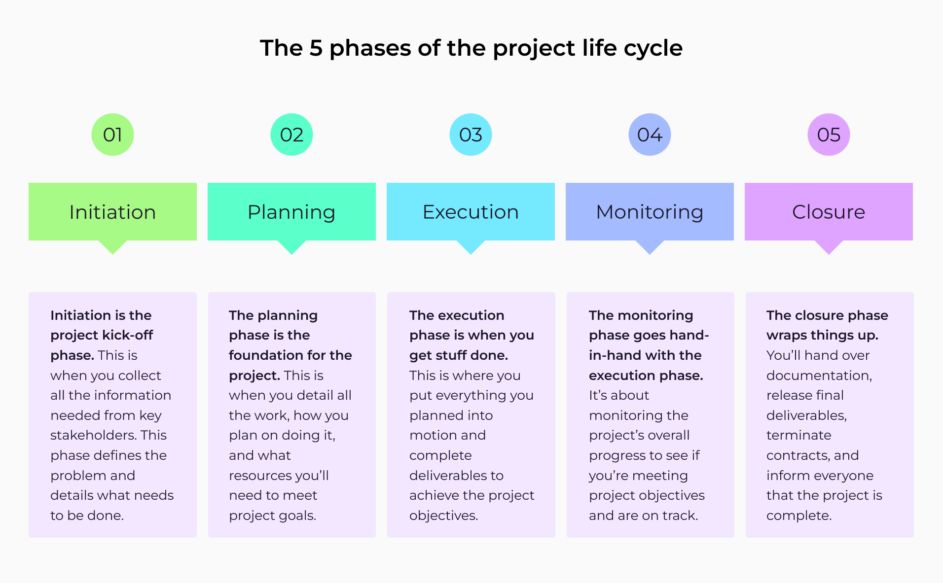 The 5 phases of the project life cycle
01
02
03
04
05
Initiation
Planning
Execution
Monitoring
Closure
Initiation is the
project kick-off
phase. This is
when you collect
all the information
needed from key
stakeholders. This
phase defines the
problem and
details what needs
to be done.
The planning
phase is the
foundation for the
project. This is
when you detail all
the work, how you
plan on doing it,
and what
resources you’ll
need to meet
project goals.
The execution
phase is when you
get stuff done.
This is where you
put everything you
planned into
motion and
complete
deliverables to
achieve the project
objectives.
The monitoring
phase goes hand-
in-hand with the
execution phase.
It’s about
monitoring the
project’s overall
progress to see if
you’re meeting
project objectives
and are on track.
The closure phase
wraps things up.
You’ll hand over
documentation,
release final
deliverables,
terminate
contracts, and
inform everyone
that the project is
complete.